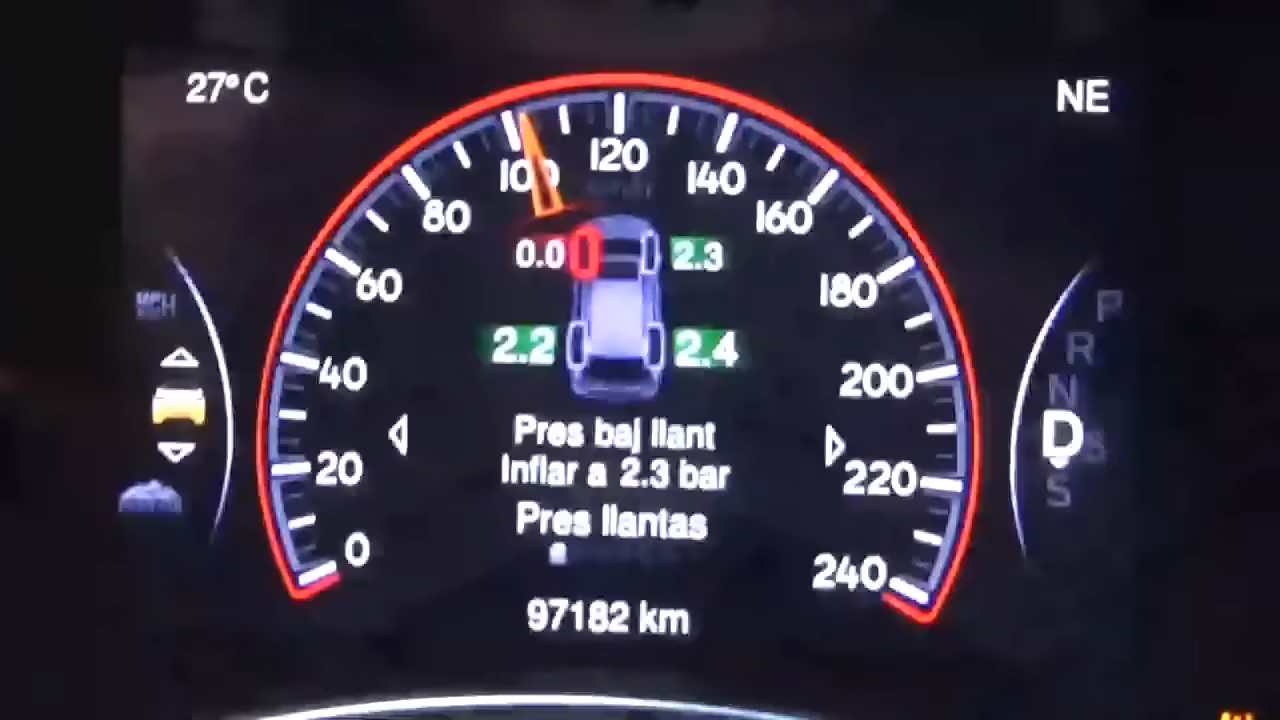 27°C
NE
120
100
140
80
160
0.0
2.3
60
180
P
R
2.2
2.4
40
200
N
D
Pres baj llant
Inflar a 2.3 bar
20
220
S
Pres llantas
0
240
97182 km